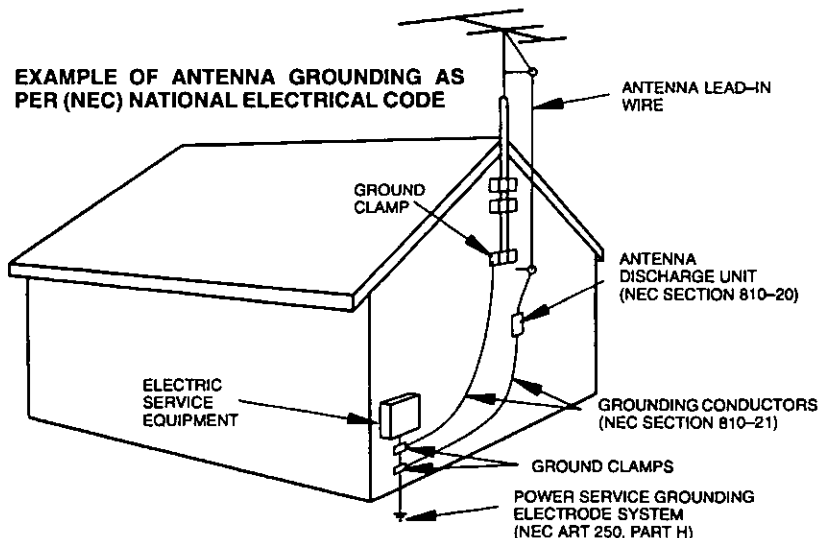 EXAMPLE OF ANTENNA GROUNDING AS
PER (NEC) NATIONAL ELECTRICAL CODE
ANTENNA LEAD–IN
WIRE
GROUND
CLAMP
ANTENNA
DISCHARGE UNIT
(NEC SECTION 810–20)
ELECTRIC
SERVICE
EQUIPMENT
GROUNDING CONDUCTORS
(NEC SECTION 810–21)
GROUND CLAMPS
POWER SERVICE GROUNDING
ELECTRODE SYSTEM
(NEC ART 250, PART H)